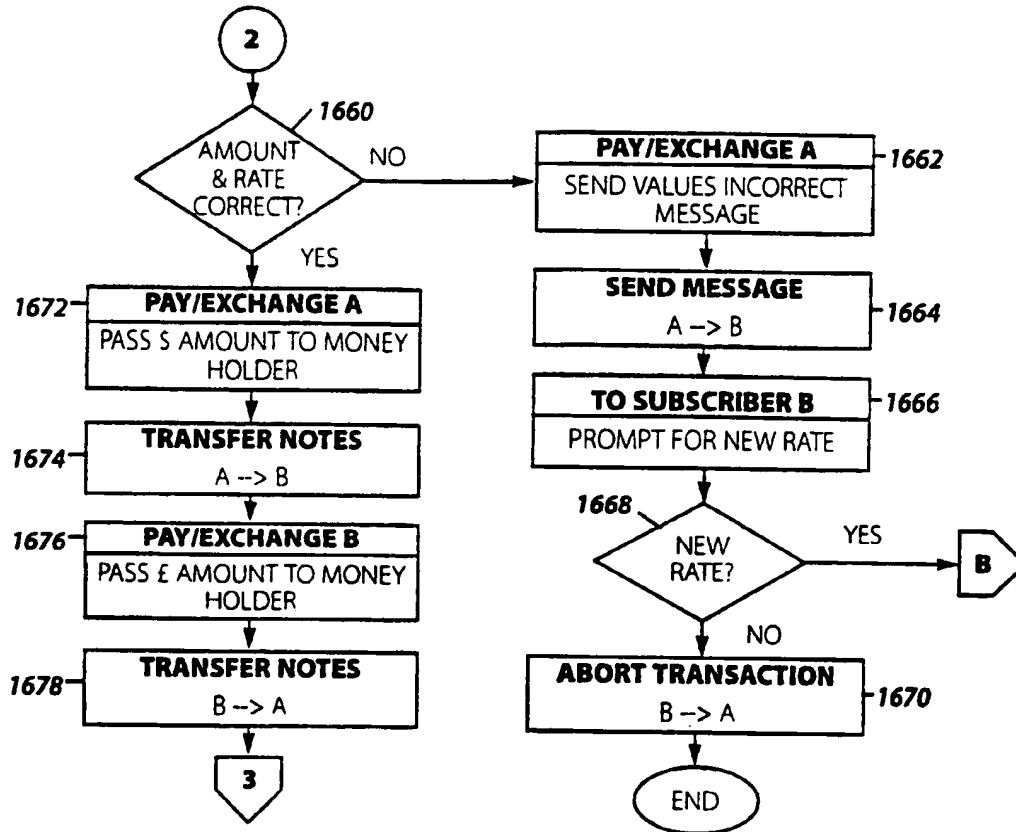 2
1660
AMOUNT
& RATE
CORRECT?
NO
YES
PAY/EXCHANGE A
1662
SEND VALUES INCORRECT
MESSAGE
SEND MESSAGE
1664
A --> B
TO SUBSCRIBER B
1666
PROMPT FOR NEW RATE
1668
NEW
RATE?
YES
B
NO
ABORT TRANSACTION
1670
B --> A
END
1672
PAY/EXCHANGE A
PASS $ AMOUNT TO MONEY
HOLDER
1674
TRANSFER NOTES
A --> B
1676
PAY/EXCHANGE B
PASS £ AMOUNT TO MONEY
HOLDER
1678
TRANSFER NOTES
B --> A
3